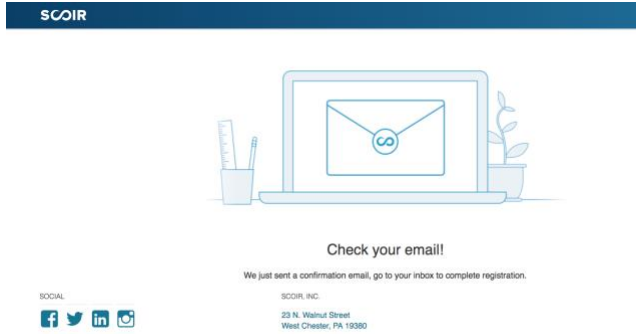 SCOIR
Check your email!
We just sent a confirmation email, go to your inbox to complete registration.
SOCIAL
SCOIR, INC.
23 N. Walnut Street
West Chester, PA 19380